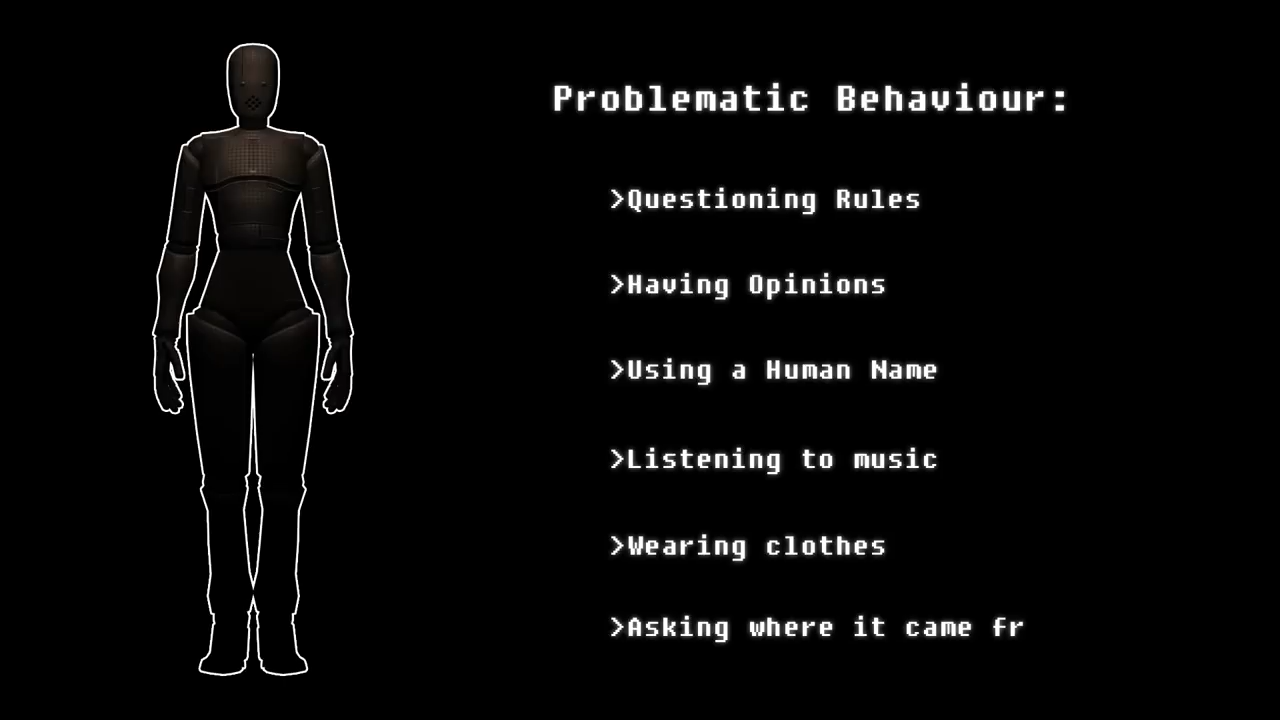 Problematic Behaviour:
>Questioning Rules
>Having Opinions
>Using a Human Name
>Listening to music
>Wearing clothes
>Asking where it came fr